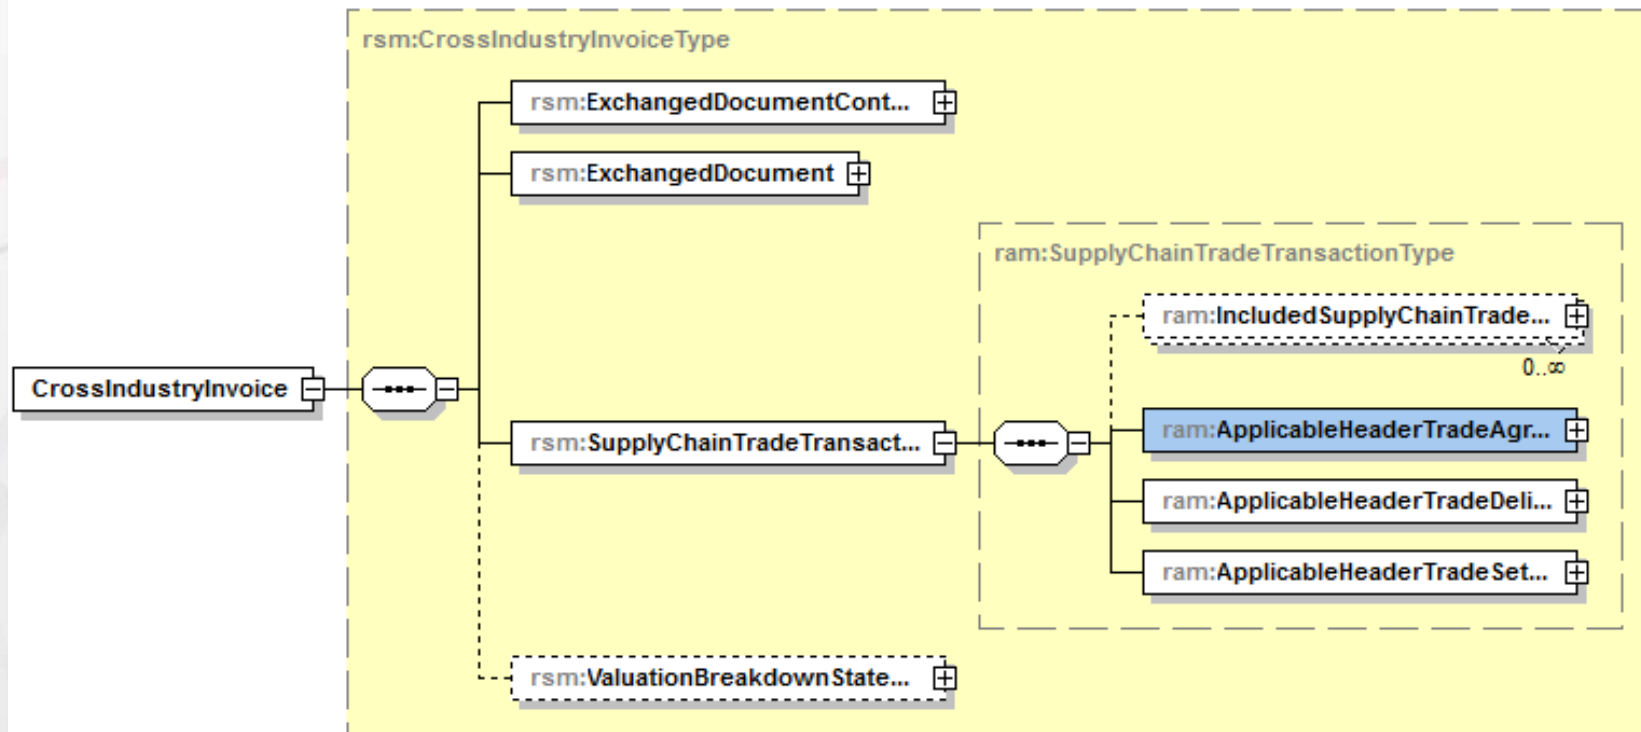 rsm:CrossIndustryInvoiceType
rsm:ExchangedDocumentCont...
rsm:ExchangedDocument
ram:SupplyChainTradeTransactionType
ram:IncludedSupplyChainTrade...
0..∞
CrossIndustryInvoice
ram:ApplicableHeaderTradeAgr...
rsm:SupplyChainTradeTransact...
ram:ApplicableHeaderTradeDeli...
ram:ApplicableHeaderTradeSet...
rsm:ValuationBreakdownState...